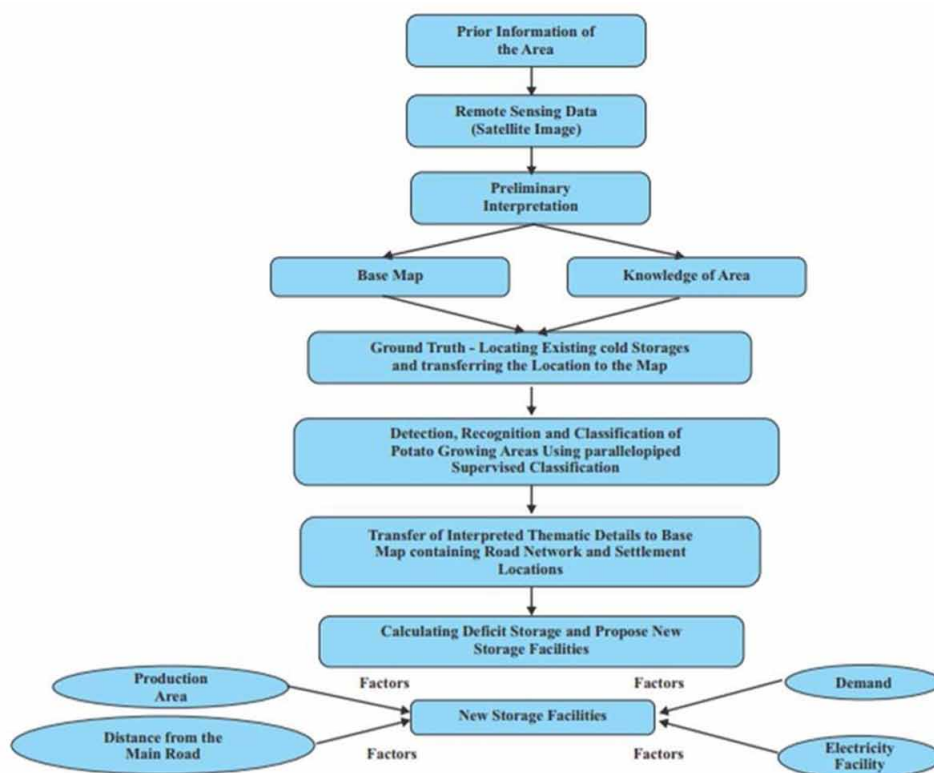 Prior Information of
the Area
Remote Sensing Data
(Satellite Image)
Preliminary
Interpretation
Base Map
Knowledge of Area
Ground Truth - Locating Existing cold Storages
and transferring the Location to the Map
Detection, Recognition and Classification of
Potato Growing Areas Using parallelopiped
Supervised Classification
Transfer of Interpreted Thematic Details to Base
Map containing Road Network and Settlement
Locations
Calculating Deficit Storage and Propose New
Storage Facilities
Production
Area
Factors
Factors
Demand
New Storage Facilities
Distance from the
Main Road
Factors
Factors
Electricity
Facility